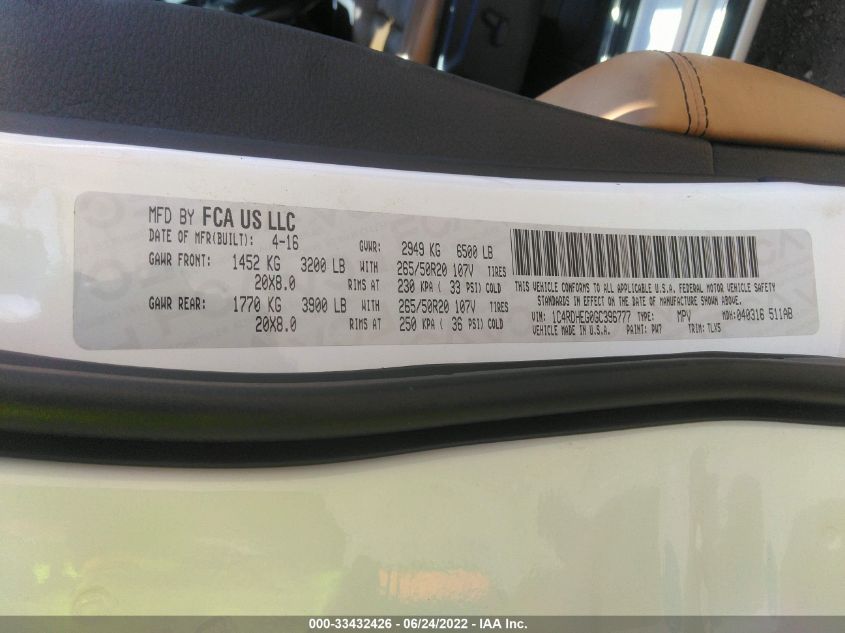 MFD BY FCA US LLC
DATE OF MFR(BUILT): 4-16 GVWR: 2949 KG 6500 LB
GAWR FRONT: 1452 KG 3200 LB WITH 265/50R20 107V TIRES
20X8.0 RIMS AT 230 KPA ( 33 PSI) COLD
GAWR REAR: 1770 KG 3900 LB WITH 265/50R20 107V TIRES
20X8.0 RIMS AT 250 KPA ( 36 PSI) COLD
THIS VEHICLE CONFORMS TO ALL APPLICABLE U.S.A. FEDERAL MOTOR VEHICLE SAFETY
STANDARDS IN EFFECT ON THE DATE OF MANUFACTURE SHOWN ABOVE.
VIN: 1C4RDHEG0GC396777 TYPE: MPV MDH: 040316 511AB
VEHICLE MADE IN U.S.A. PAINT: PW7 TRIM: TLX5
000-33432426 - 06/24/2022 - IAA Inc.